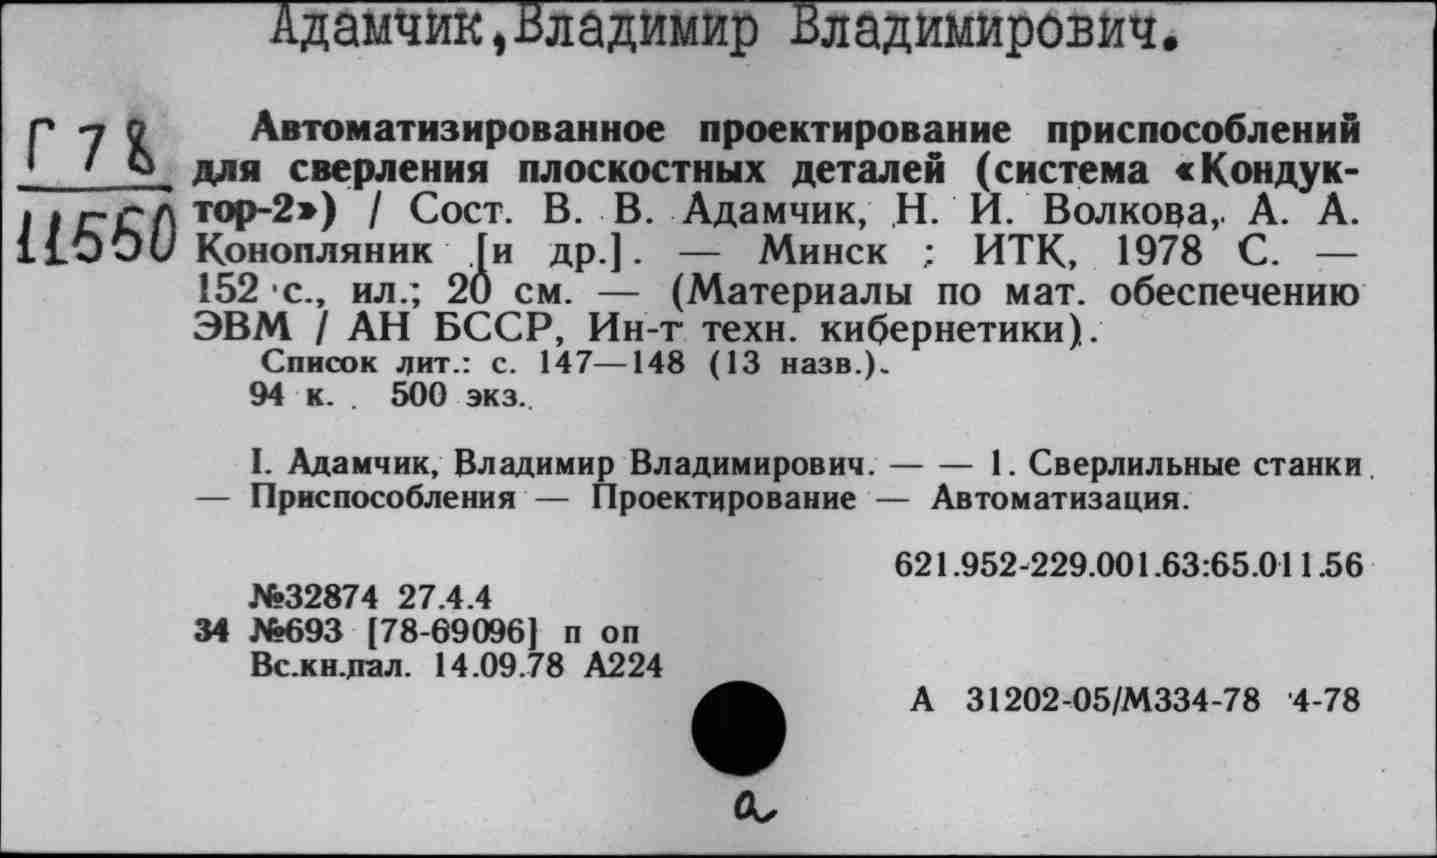 Адамчик,Владимир Владимирович.
Г 78
11550
Автоматизированное проектирование приспособлений
для сверления плоскостных деталей (система «Кондук-
тор-2») / Сост. В. В. Адамчик, Н. И. Волкова, А. А.
Конопляник [и др.]. — Минск : ИТК, 1978 С. —
152 с., ил.; 20 см. — (Материалы по мат. обеспечению
ЭВМ / АН БССР, Ин-т техн. кибернетики).
Список лит.: с. 147—148 (13 назв.).
94 к. . 500 экз.
I. Адамчик, Владимир Владимирович. — — 1. Сверлильные станки
— Приспособления — Проектирование — Автоматизация.
621.952-229.001.63:65.011.56
№32874 27.4.4
34 №693 [78-69096] п оп
Вс.кн.пал. 14.09.78 А224
А 31202-05/М334-78 4-78
а